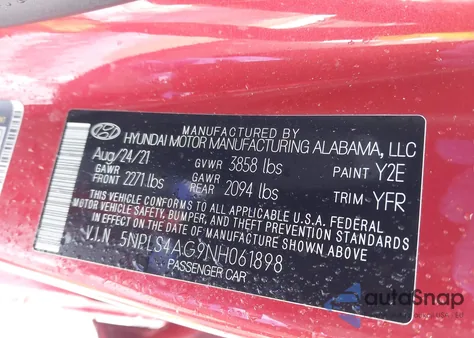 MANUFACTURED BY
HYUNDAI MOTOR MANUFACTURING ALABAMA, LLC
Aug/24/21 GVWR 3858 lbs PAINT Y2E
GAWR FRONT 2271 lbs GAWR REAR 2094 lbs TRIM YFR
THIS VEHICLE CONFORMS TO ALL APPLICABLE U.S.A. FEDERAL
MOTOR VEHICLE SAFETY, BUMPER, AND THEFT PREVENTION STANDARDS
IN EFFECT ON THE DATE OF MANUFACTURE SHOWN ABOVE
V.I.N 5NPLS4AG9NH061898
PASSENGER CAR
autoSnap